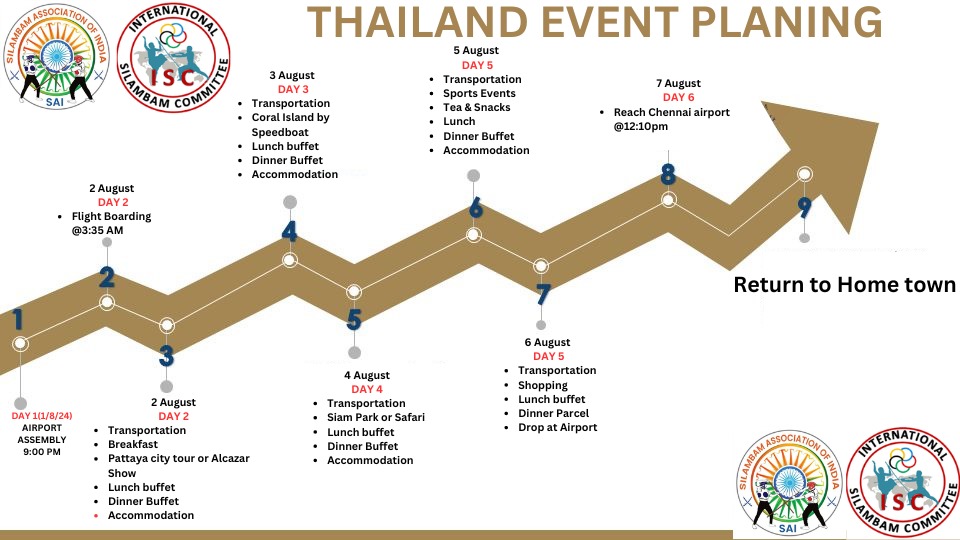 SILAMBAM ASSOCIATION OF INDIA
SAI
INTERNATIONAL
ISC
SILAMBAM COMMITTEE
THAILAND EVENT PLANING
1
DAY 1(1/8/24)
AIRPORT
ASSEMBLY
9:00 PM
2 August
DAY 2
• Flight Boarding
@3:35 AM
2
3
2 August
DAY 2
• Transportation
• Breakfast
• Pattaya city tour or Alcazar
Show
• Lunch buffet
• Dinner Buffet
• Accommodation
3 August
DAY 3
• Transportation
• Coral Island by
Speedboat
• Lunch buffet
• Dinner Buffet
• Accommodation
4
5
4 August
DAY 4
• Transportation
• Siam Park or Safari
• Lunch buffet
• Dinner Buffet
• Accommodation
5 August
DAY 5
• Transportation
• Sports Events
• Tea & Snacks
• Lunch
• Dinner Buffet
• Accommodation
6
7
6 August
DAY 5
• Transportation
• Shopping
• Lunch buffet
• Dinner Parcel
• Drop at Airport
7 August
DAY 6
• Reach Chennai airport
@12:10pm
8
9
Return to Home town
SILAMBAM ASSOCIATION OF INDIA
SAI
INTERNATIONAL
ISC
SILAMBAM COMMITTEE